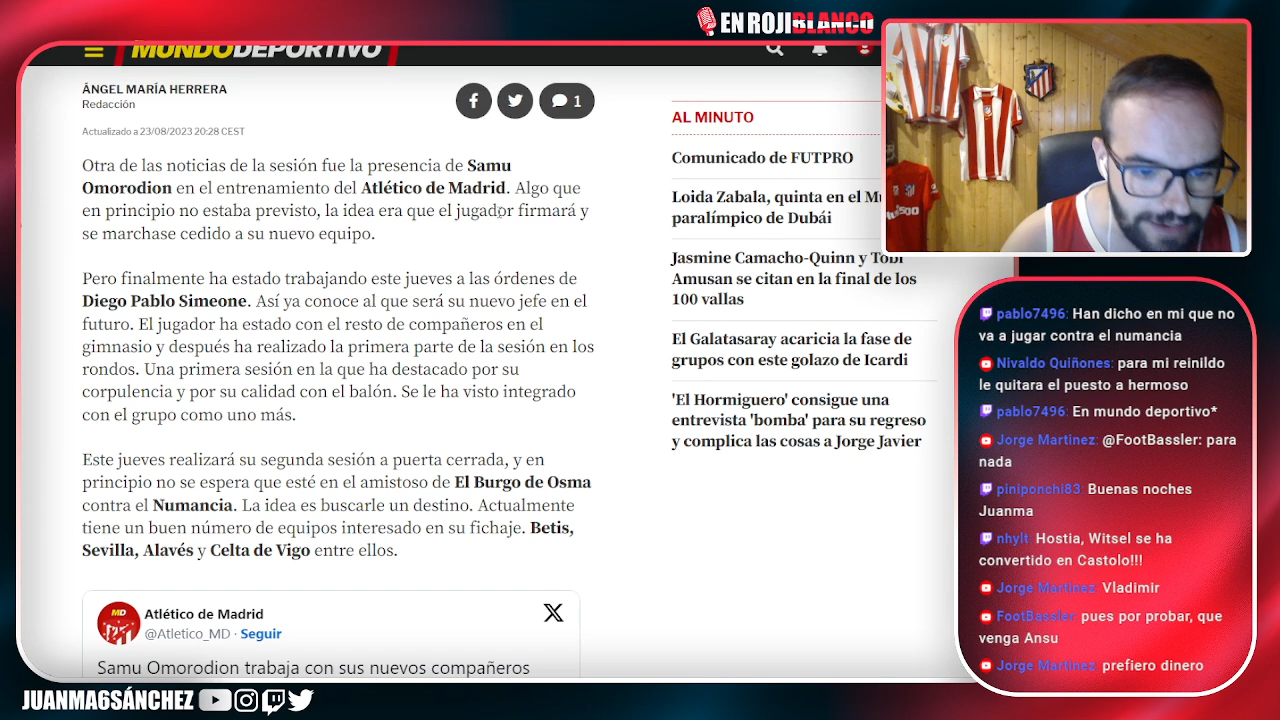 EN ROJIBLANCO
MUNDODEPORTIVO
ÁNGEL MARÍA HERRERA
Redacción
1
Actualizado a 23/08/2023 20:28 CEST
Otra de las noticias de la sesión fue la presencia de Samu
Omorodion en el entrenamiento del Atlético de Madrid. Algo que
en principio no estaba previsto, la idea era que el jugador firmará y
se marchase cedido a su nuevo equipo.
Pero finalmente ha estado trabajando este jueves a las órdenes de
Diego Pablo Simeone. Así ya conoce al que será su nuevo jefe en el
futuro. El jugador ha estado con el resto de compañeros en el
gimnasio y después ha realizado la primera parte de la sesión en los
rondos. Una primera sesión en al que ha destacado por su
corpulencia y por su calidad con el balón. Se le ha visto integrado
con el grupo como uno más.
Este jueves realizará su segunda sesión a puerta cerrada, y en
principio no se espera que esté en el amistoso de El Burgo de Osma
contra el Numancia. La idea es buscarle un destino. Actualmente
tiene un buen número de equipos interesado en su fichaje. Betis,
Sevilla, Alavés y Celta de Vigo entre ellos.
MD
Atlético de Madrid
@Atletico_MD · Seguir
Samu Omorodion trabaja con sus nuevos compañeros
AL MINUTO
Comunicado de FUTPRO
Loida Zabala, quinta en el Mu
paralímpico de Dubái
Jasmine Camacho-Quinn y Tobi
Amusan se citan en la final de los
100 vallas
El Galatasaray acaricia la fase de
grupos con este golazo de Icardi
'El Hormiguero' consigue una
entrevista 'bomba' para su regreso
y complica las cosas a Jorge Javier
pablo7496: Han dicho en mi que no
va a jugar contra el numancia
Nivaldo Quiñones: para mi reinildo
le quitara el puesto a hermoso
pablo7496: En mundo deportivo*
Jorge Martinez: @FootBassler: para
nada
piniponchi83: Buenas noches
Juanma
nhylt: Hostia, Witsel se ha
convertido en Castolo!!!
Jorge Martinez: Vladimir
FootBassler: pues por probar, que
venga Ansu
Jorge Martinez: prefiero dinero
JUANMA6SÁNCHEZ